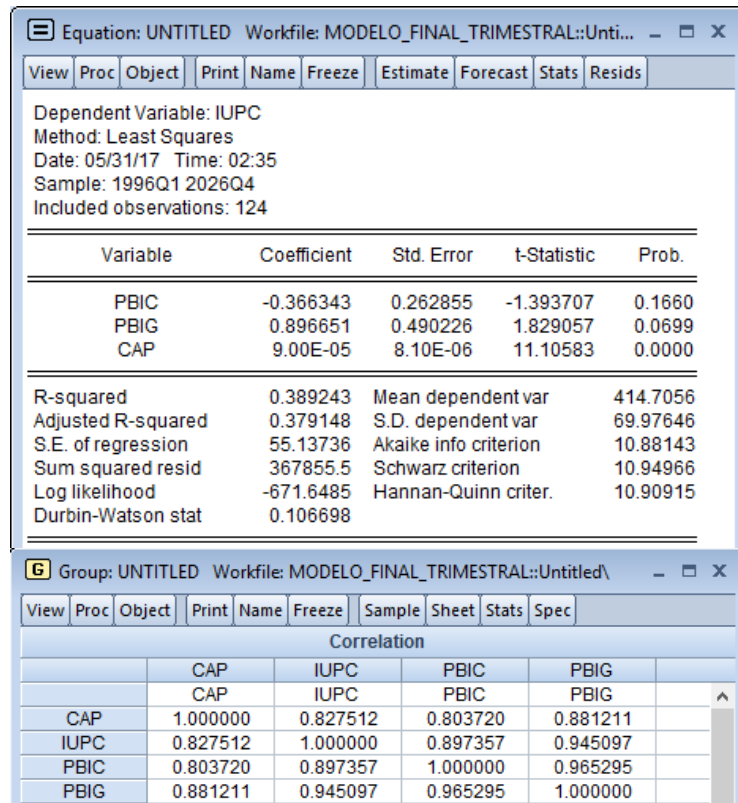 Equation: UNTITLED Workfile: MODELO_FINAL_TRIMESTRAL::Unti...
View Proc Object Print Name Freeze Estimate Forecast Stats Resids
Dependent Variable: IUPC
Method: Least Squares
Date: 05/31/17 Time: 02:35
Sample: 1996Q1 2026Q4
Included observations: 124
Variable Coefficient Std. Error t-Statistic Prob.
PBIC -0.366343 0.262855 -1.393707 0.1660
PBIG 0.896651 0.490226 1.829057 0.0699
CAP 9.00E-05 8.10E-06 11.10583 0.0000
R-squared 0.389243 Mean dependent var 414.7056
Adjusted R-squared 0.379148 S.D. dependent var 69.97646
S.E. of regression 55.13736 Akaike info criterion 10.88143
Sum squared resid 367855.5 Schwarz criterion 10.94966
Log likelihood -671.6485 Hannan-Quinn criter. 10.90915
Durbin-Watson stat 0.106698
G Group: UNTITLED Workfile: MODELO_FINAL_TRIMESTRAL::Untitled\
View Proc Object Print Name Freeze Sample Sheet Stats Spec
Correlation
CAP IUPC PBIC PBIG
CAP IUPC PBIC PBIG
CAP 1.000000 0.827512 0.803720 0.881211
IUPC 0.827512 1.000000 0.897357 0.945097
PBIC 0.803720 0.897357 1.000000 0.965295
PBIG 0.881211 0.945097 0.965295 1.000000